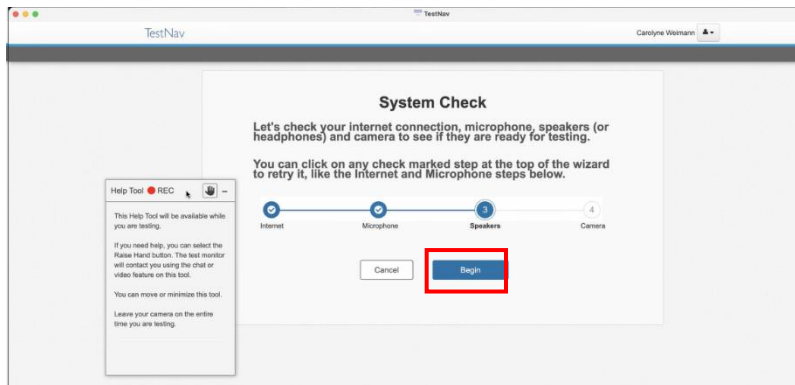 TestNav
TestNav
Carolyne Weimann
System Check
Let's check your internet connection, microphone, speakers (or
headphones) and camera to see if they are ready for testing.
You can click on any check marked step at the top of the wizard
to retry it, like the Internet and Microphone steps below.
Help Tool REC
This Help Tool will be available while
you are testing.
If you need help, you can select the
Raise Hand button. The test monitor
will contact you using the chat or
video feature on this tool.
You can move or minimize this tool.
Leave your camera on the entire
time you are testing.
3
4
Internet
Microphone
Speakers
Camera
Cancel
Begin